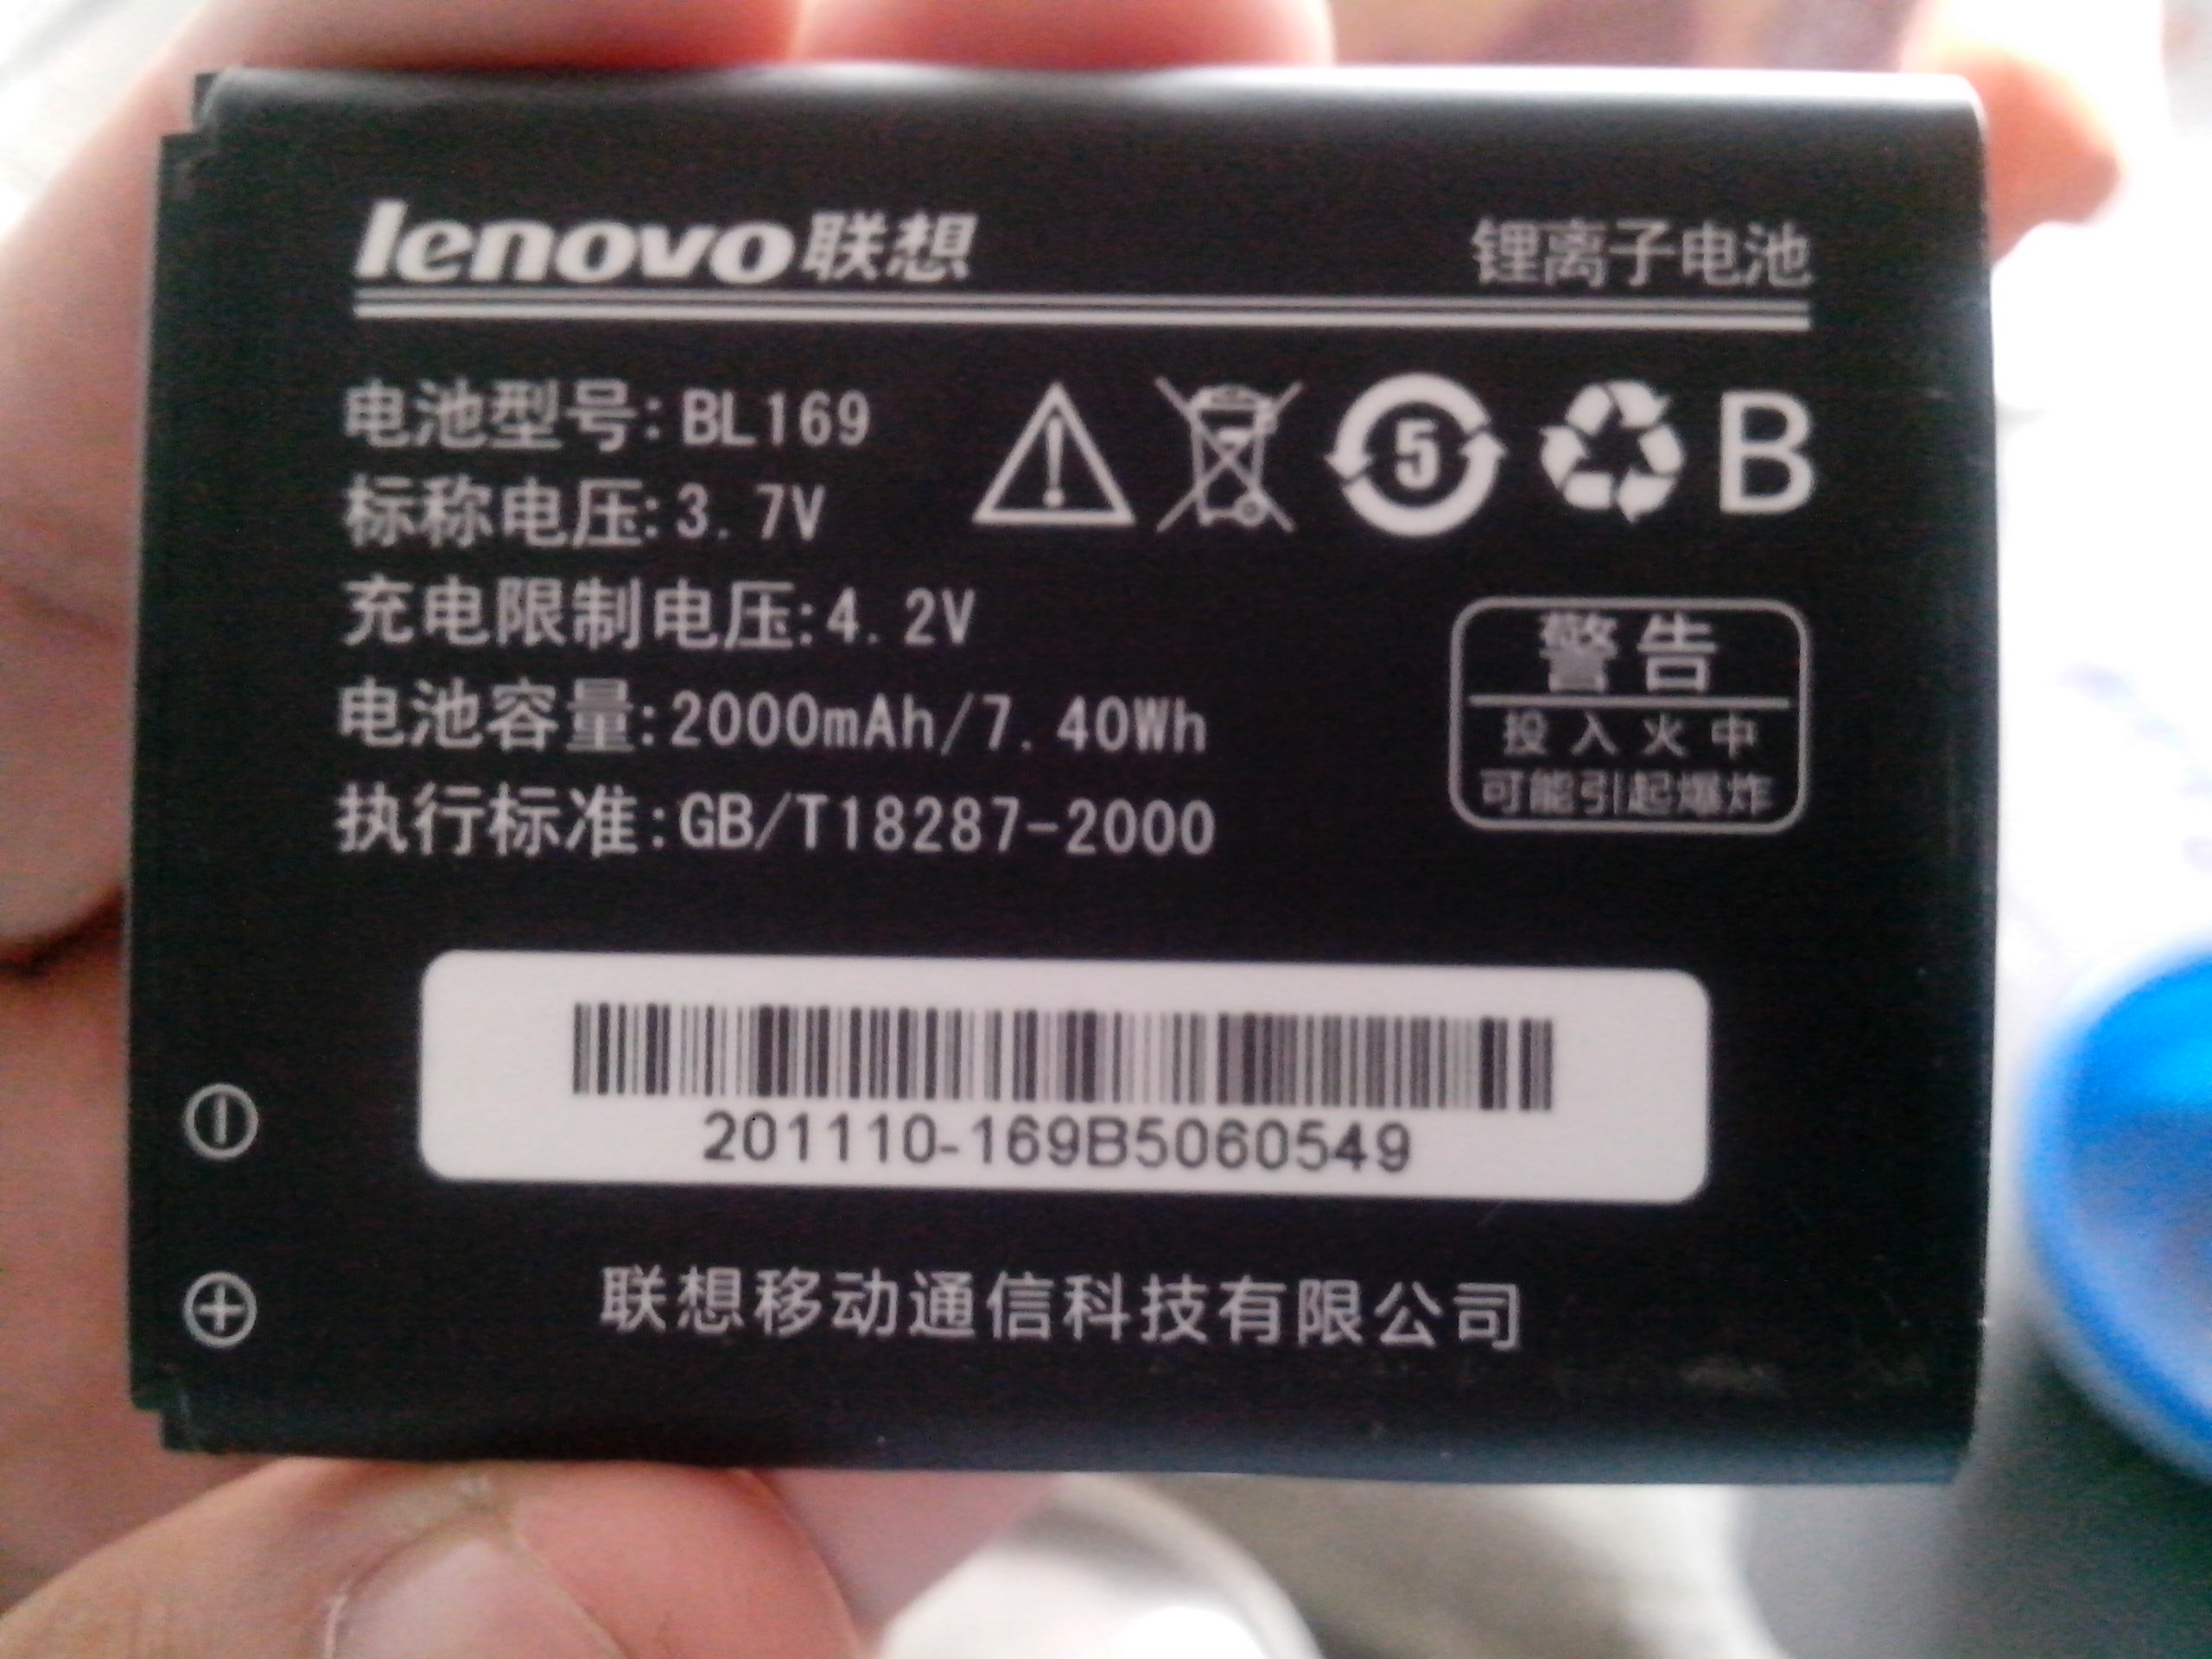 lenovo联想
锂离子电池
电池型号:BL169
标称电压:3.7V
充电限制电压:4.2V
电池容量:2000mAh/7.40Wh
执行标准:GB/T18287-2000
5
B
警告
投入火中
可能引起爆炸
201110-169B5060549
联想移动通信科技有限公司